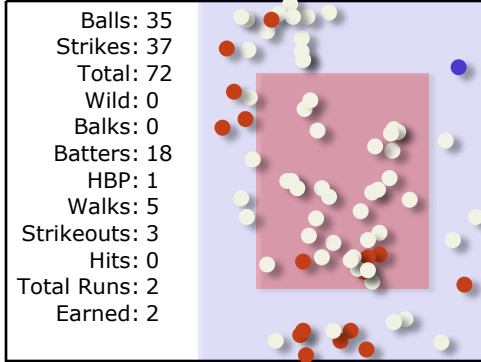 Balls: 35
Strikes: 37
Total: 72
Wild: 0
Balks: 0
Batters: 18
HBP: 1
Walks: 5
Strikeouts: 3
Hits: 0
Total Runs: 2
Earned: 2